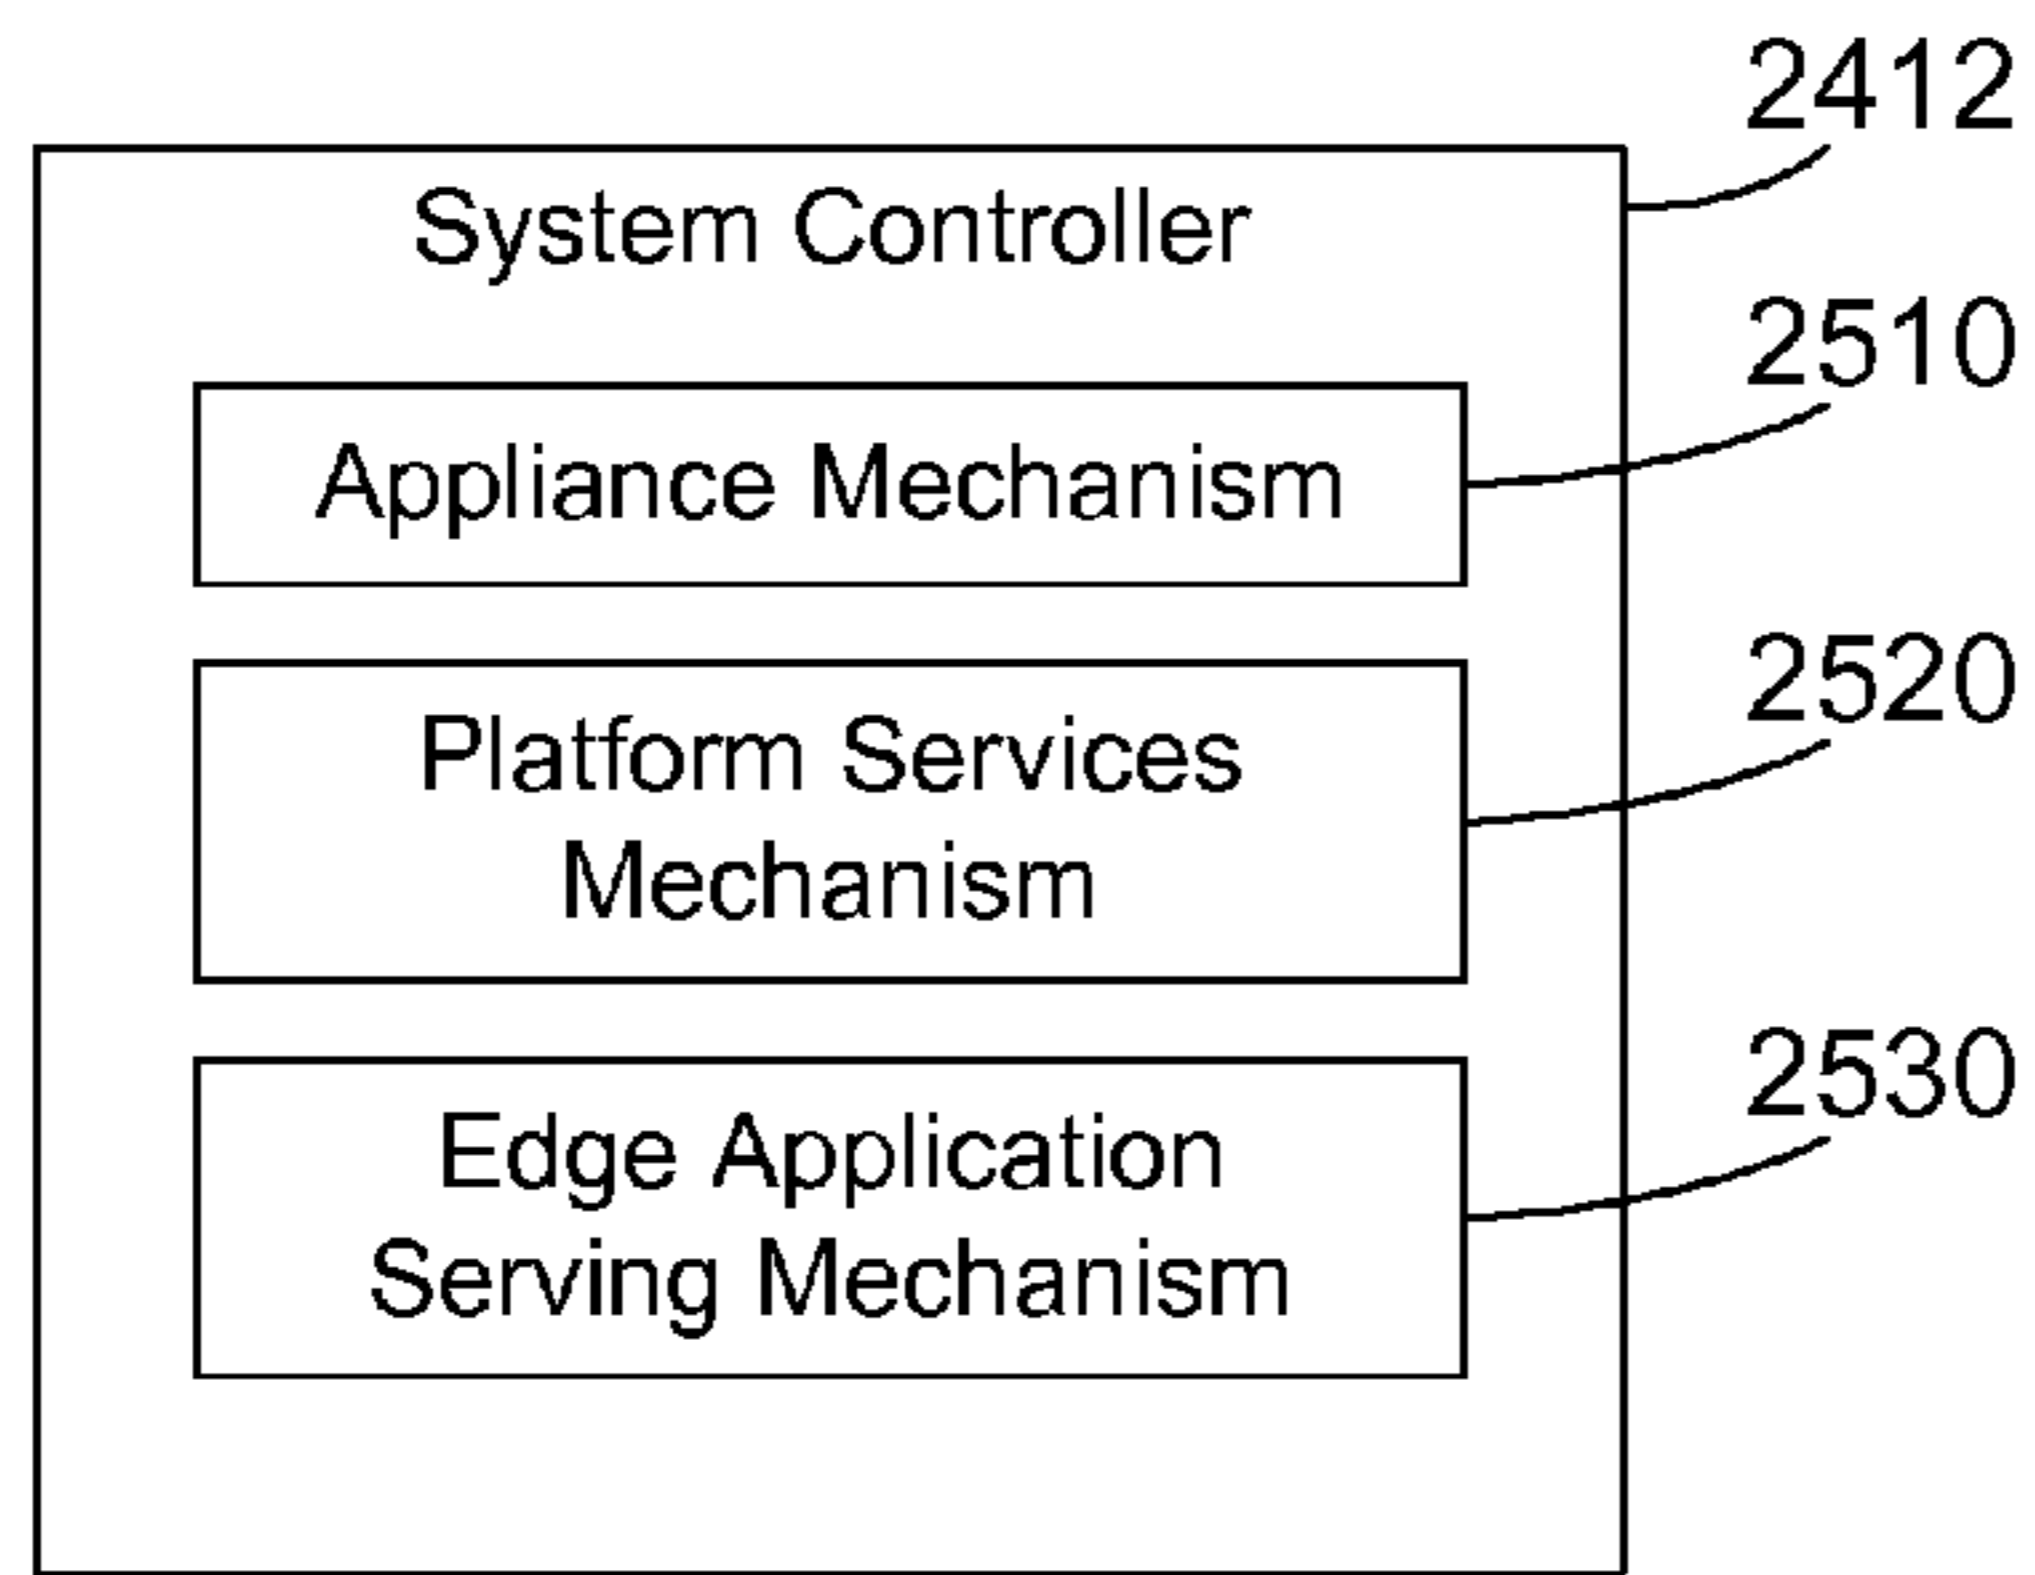 2412
System Controller
2510
Appliance Mechanism
2520
Platform Services
Mechanism
2530
Edge Application
Serving Mechanism